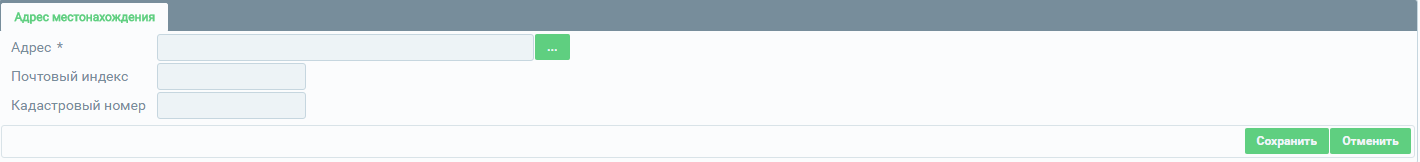 Адрес местонахождения
Адрес * ...
Почтовый индекс
Кадастровый номер
Сохранить Отменить